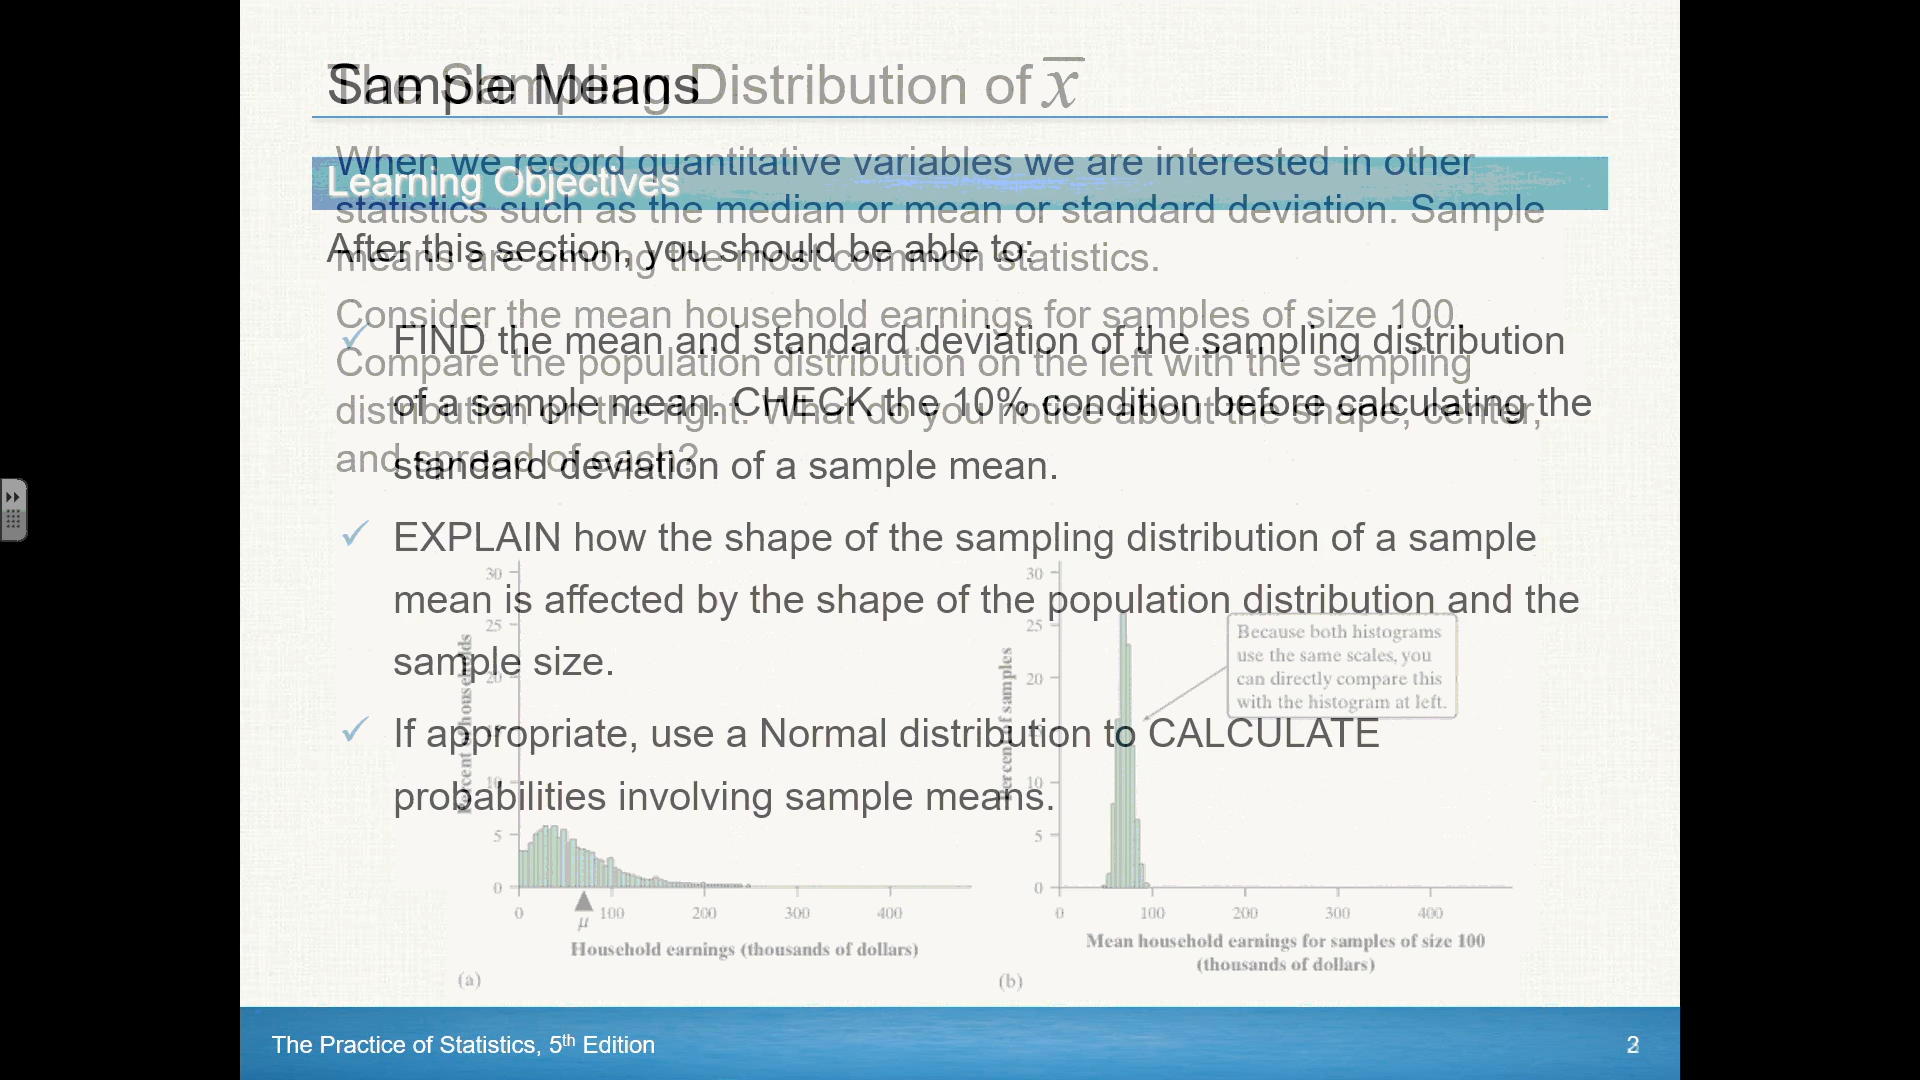 Sample Means
Learning Objectives
After this section, you should be able to:
FIND the mean and standard deviation of the sampling distribution
of a sample mean. CHECK the 10% condition before calculating the
standard deviation of a sample mean.
EXPLAIN how the shape of the sampling distribution of a sample
mean is affected by the shape of the population distribution and the
sample size.
If appropriate, use a Normal distribution to CALCULATE
probabilities involving sample means.
The Sampling Distribution of x̅
When we record quantitative variables we are interested in other
statistics such as the median or mean or standard deviation. Sample
means are among the most common statistics.
Consider the mean household earnings for samples of size 100.
Compare the population distribution on the left with the sampling
distribution on the right. What do you notice about the shape, center,
and spread of each?
30
25
20
10
5
0
Percent of households
0 100 200 300 400
μ
Household earnings (thousands of dollars)
(a)
30
25
20
10
5
0
Percent of samples
Because both histograms
use the same scales, you
can directly compare this
with the histogram at left.
0 100 200 300 400
Mean household earnings for samples of size 100
(thousands of dollars)
(b)
The Practice of Statistics, 5th Edition
2